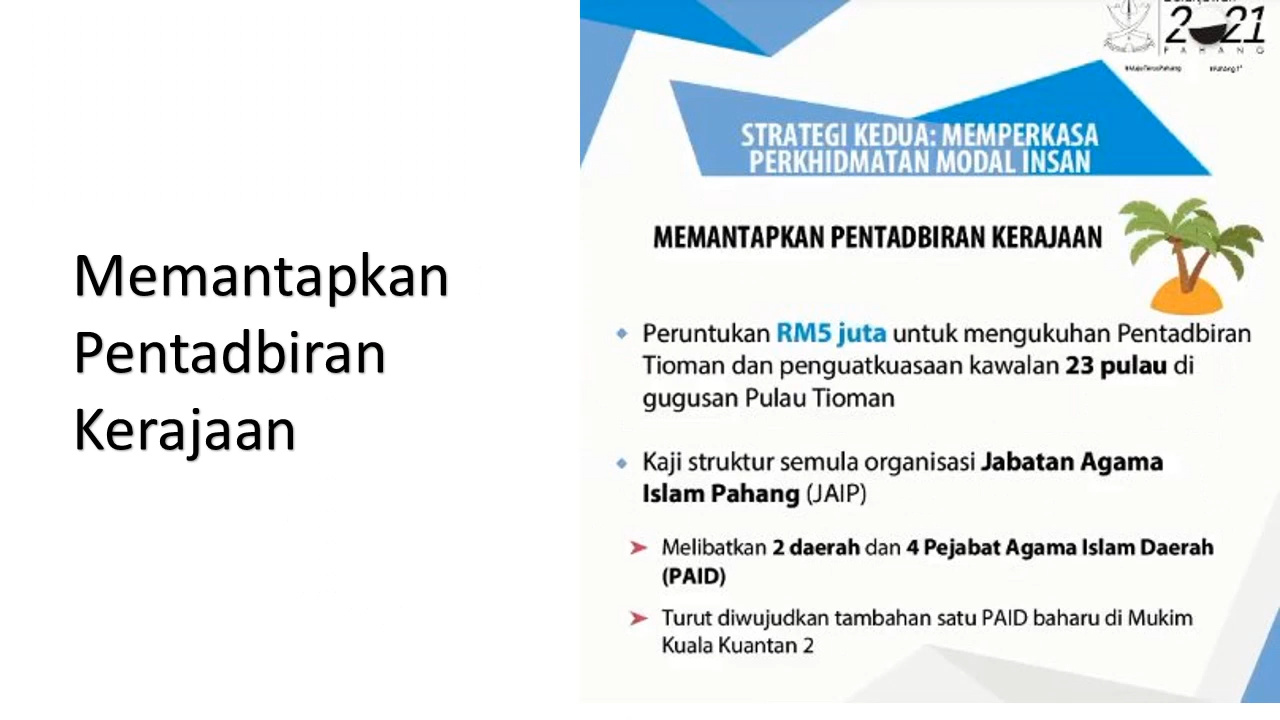 Memantapkan
Pentadbiran
Kerajaan
2021
PAHANG
STRATEGI KEDUA: MEMPERKASA
PERKHIDMATAN MODAL INSAN
MEMANTAPKAN PENTADBIRAN KERAJAAN
Peruntukan RM5 juta untuk mengukuhan Pentadbiran
Tioman dan penguatkuasaan kawalan 23 pulau di
gugusan Pulau Tioman
Kaji struktur semula organisasi Jabatan Agama
Islam Pahang (JAIP)
Melibatkan 2 daerah dan 4 Pejabat Agama Islam Daerah
(PAID)
Turut diwujudkan tambahan satu PAID baharu di Mukim
Kuala Kuantan 2